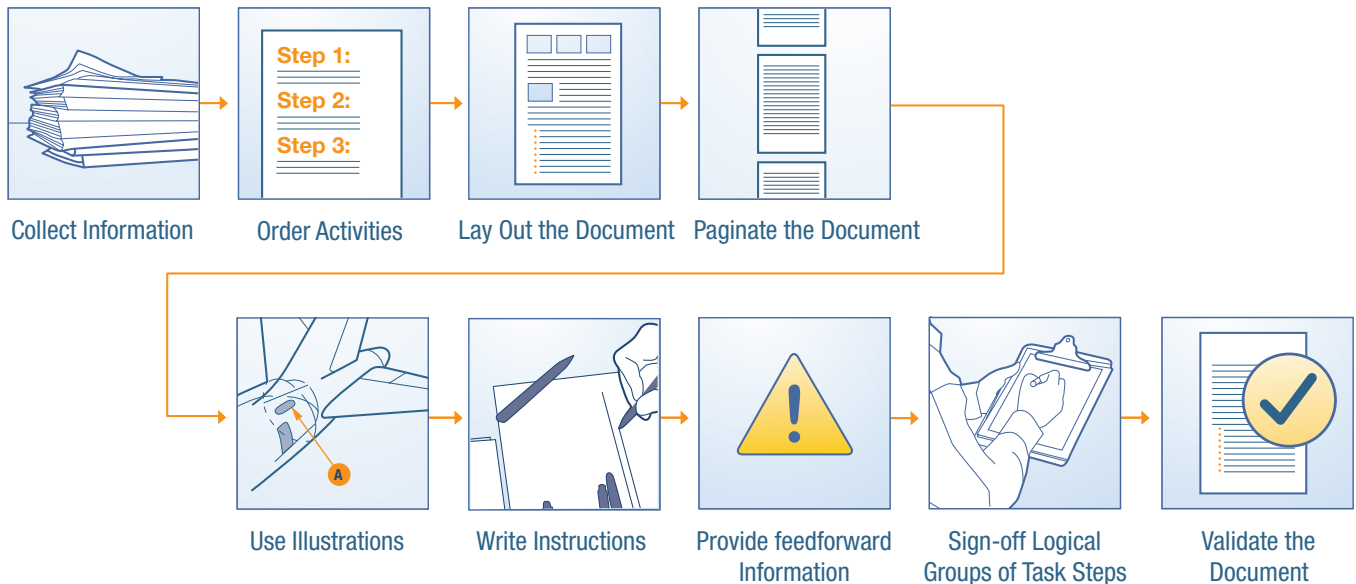 Step 1:
Step 2:
Step 3:
Collect Information
Order Activities
Lay Out the Document
Paginate the Document
A
Use Illustrations
Write Instructions
Provide feedforward
Information
Sign-off Logical
Groups of Task Steps
Validate the
Document